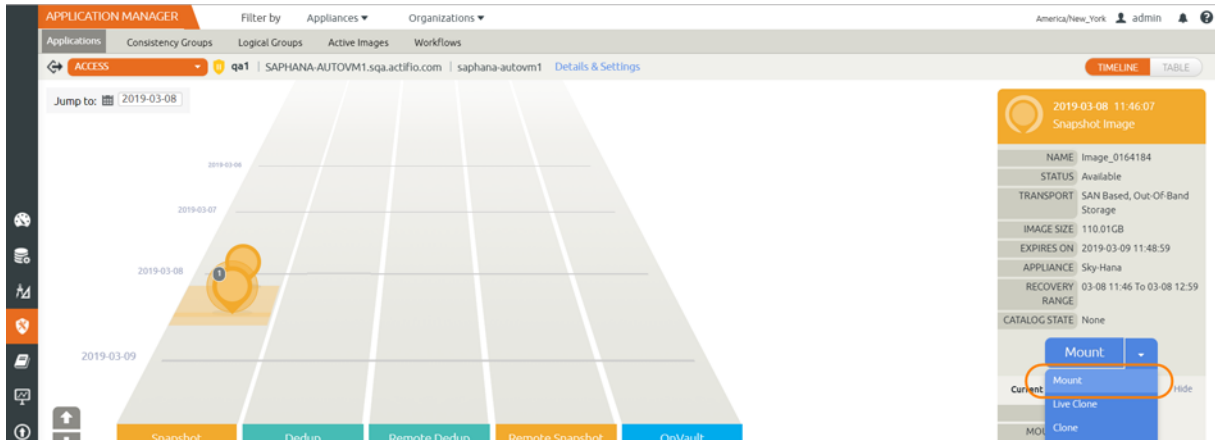 APPLICATION MANAGER Filter by Appliances ▾ Organizations ▾ America/New_York admin
Applications Consistency Groups Logical Groups Active Images Workflows
ACCESS qa1 | SAPHANA-AUTOVM1.sqa.actifio.com | saphana-autovm1 Details & Settings TIMELINE TABLE
Jump to: 2019-03-08
2019-03-08 11:46:07
Snapshot Image
NAME Image_0164184
STATUS Available
TRANSPORT SAN Based, Out-Of-Band
Storage
IMAGE SIZE 110.01GB
EXPIRES ON 2019-03-09 11:48:59
APPLIANCE Sky-Hana
RECOVERY RANGE 03-08 11:46 To 03-08 12:59
CATALOG STATE None
Mount
Current Hide
Mount
Live Clone
Clone
MOU
2019-03-07
2019-03-08
1
2019-03-09
Snapshot Dedup Remote Dedup Remote Snapshot OnVault